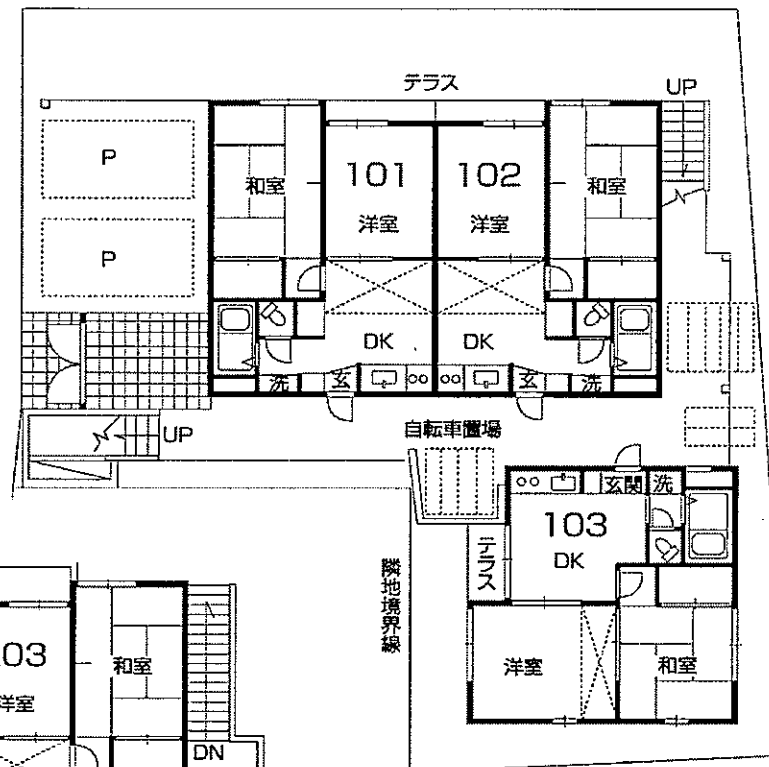 テラス
UP
P
和室
101
洋室
102
洋室
和室
P
DK
DK
洗
玄
玄
洗
UP
自転車置場
玄関
洗
103
DK
テラス
隣地境界線
洋室
和室
03
洋室
和室
DN